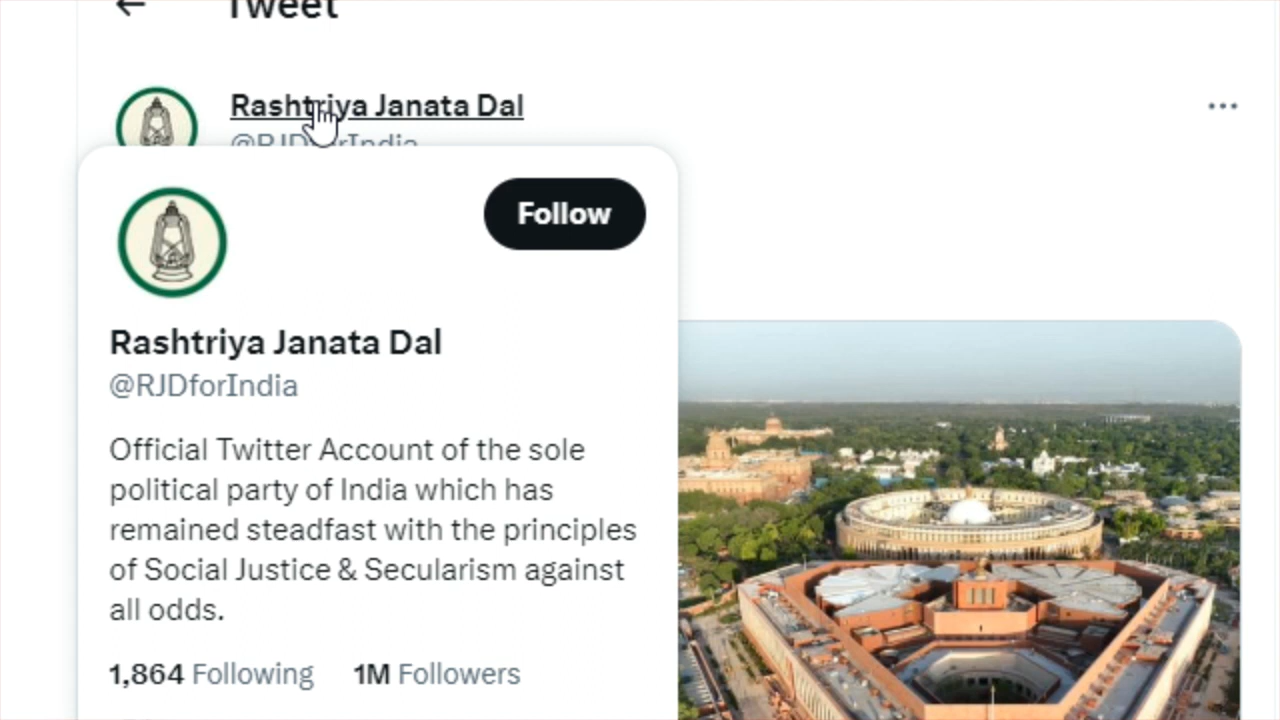 Tweet
Rashtriya Janata Dal
@RJDforIndia
Follow
Rashtriya Janata Dal
@RJDforIndia
Official Twitter Account of the sole
political party of India which has
remained steadfast with the principles
of Social Justice & Secularism against
all odds.
1,864 Following 1M Followers